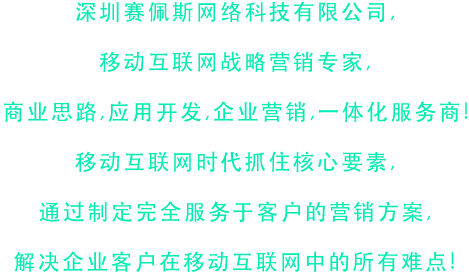 深圳赛佩斯网络科技有限公司,
移动互联网战略营销专家,
商业思路,应用开发,企业营销,一体化服务商!
移动互联网时代抓住核心要素,
通过制定完全服务于客户的营销方案,
解决企业客户在移动互联网中的所有难点!